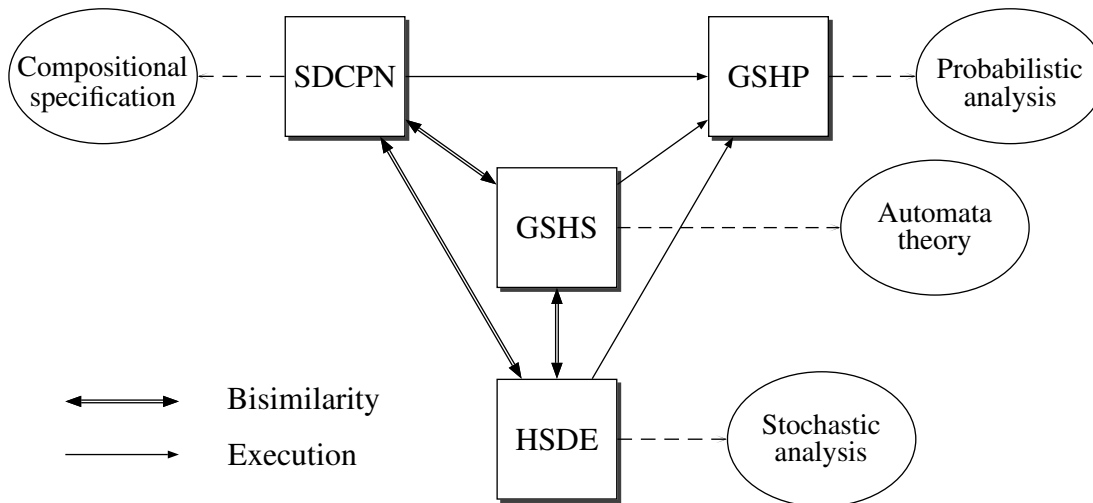 Compositional
specification
SDCPN
GSHP
Probabilistic
analysis
GSHS
Automata
theory
Bisimilarity
Execution
HSDE
Stochastic
analysis